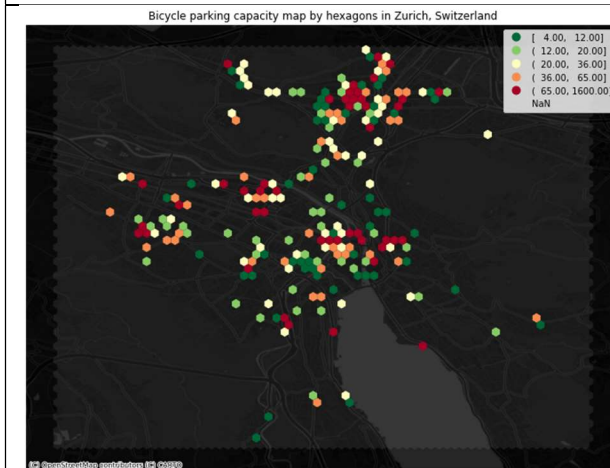 Bicycle parking capacity map by hexagons in Zurich, Switzerland
[ 4.00, 12.00]
( 12.00, 20.00]
( 20.00, 36.00]
( 36.00, 65.00]
( 65.00, 1600.00]
NaN
(C) OpenStreetMap contributors (C) CARTO